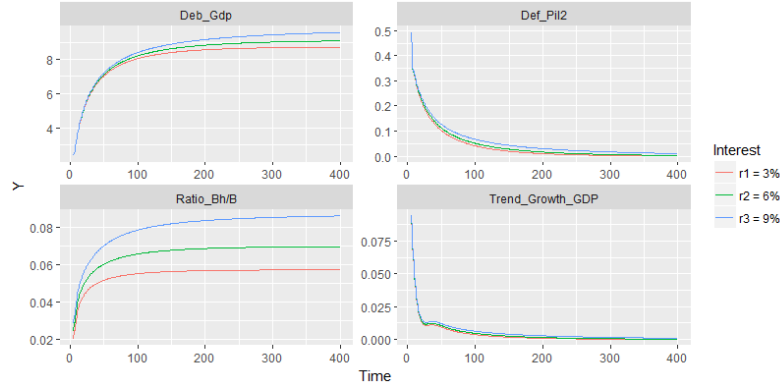 Deb_Gdp
Def_Pil2
8
6
4
0.5
0.4
0.3
0.2
0.1
0.0
0 100 200 300 400
0 100 200 300 400
Y
Ratio_Bh/B
Trend_Growth_GDP
0.08
0.06
0.04
0.02
0.075
0.050
0.025
0.000
0 100 200 300 400
0 100 200 300 400
Time
Interest
r1 = 3%
r2 = 6%
r3 = 9%